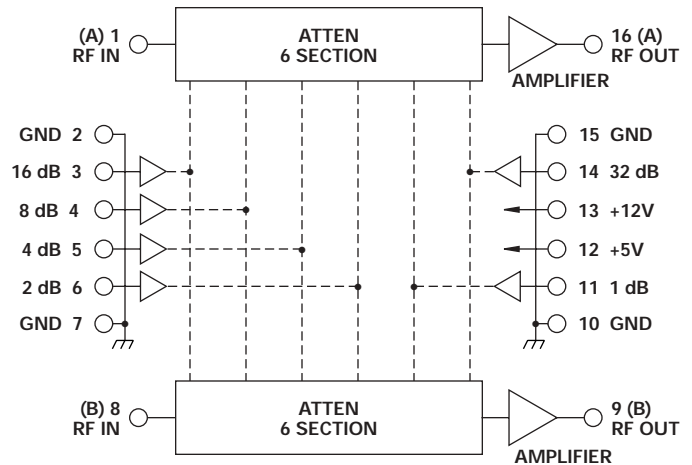 (A) 1
RF IN
ATTEN
6 SECTION
16 (A)
RF OUT
AMPLIFIER
GND 2
15 GND
16 dB 3
14 32 dB
8 dB 4
13 +12V
4 dB 5
12 +5V
2 dB 6
11 1 dB
GND 7
10 GND
(B) 8
RF IN
ATTEN
6 SECTION
9 (B)
RF OUT
AMPLIFIER